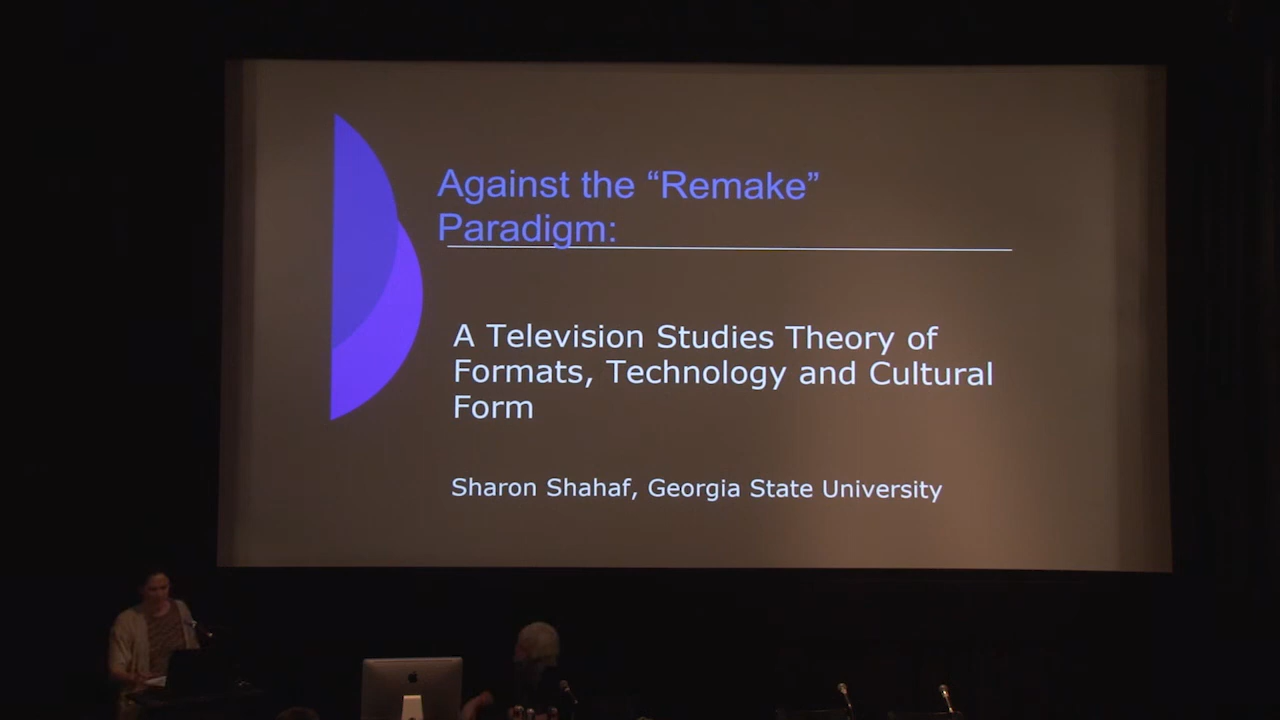 Against the “Remake”
Paradigm:
A Television Studies Theory of
Formats, Technology and Cultural
Form
Sharon Shahaf, Georgia State University